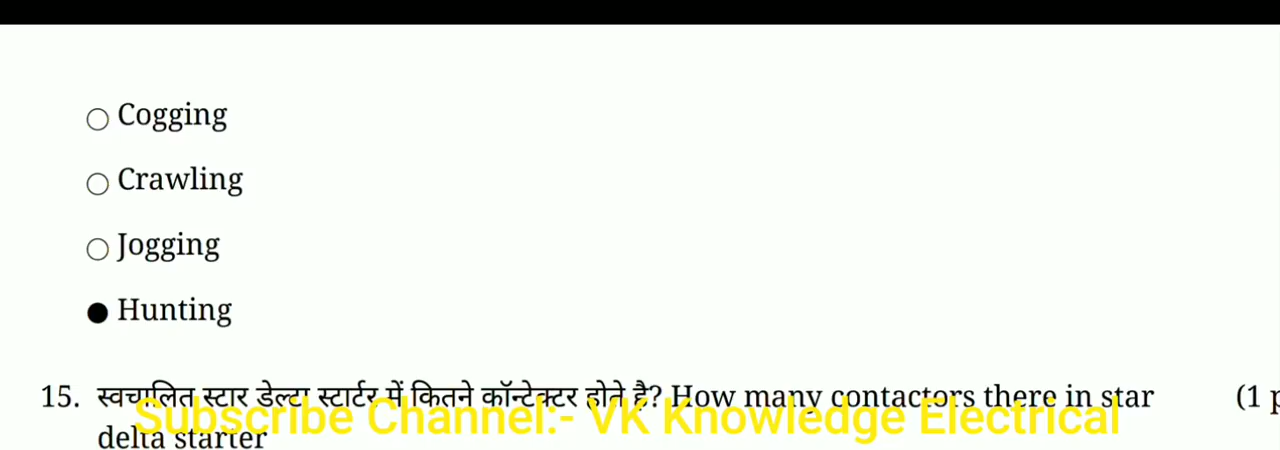 Cogging
Crawling
Jogging
Hunting
15. स्वचालित स्टार डेल्टा स्टार्टर में कितने कॉन्टेक्टर होते है? How many contactors there in star (1 p
delta starter
Subscribe Channel:- VK Knowledge Electrical